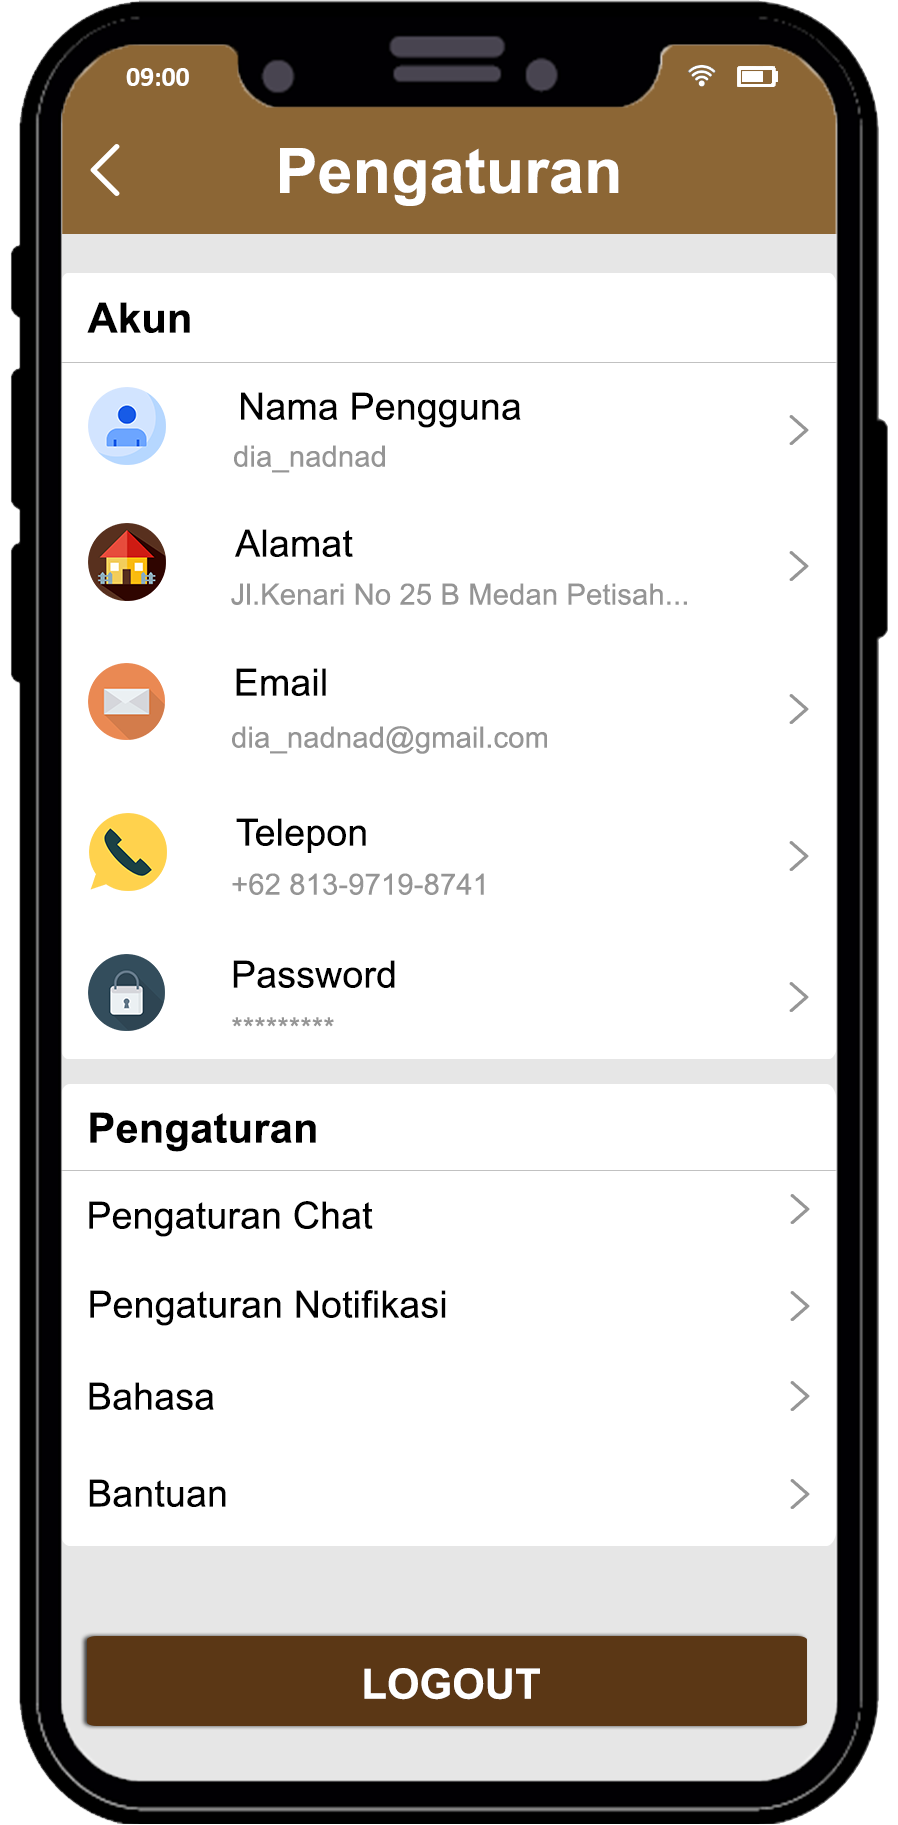 09:00
Pengaturan
Akun
Nama Pengguna
dia_nadnad
Alamat
Jl.Kenari No 25 B Medan Petisah...
Email
dia_nadnad@gmail.com
Telepon
+62 813-9719-8741
Password
*********
Pengaturan
Pengaturan Chat
Pengaturan Notifikasi
Bahasa
Bantuan
LOGOUT